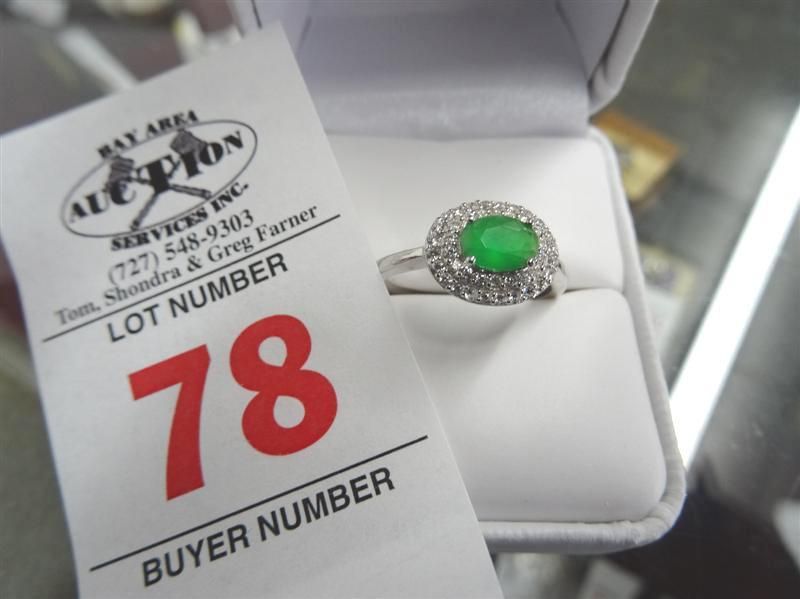 BAY AREA
AUCTION
SERVICES INC.
(727) 548-9303
Tom, Shondra & Greg Farner
LOT NUMBER
78
BUYER NUMBER